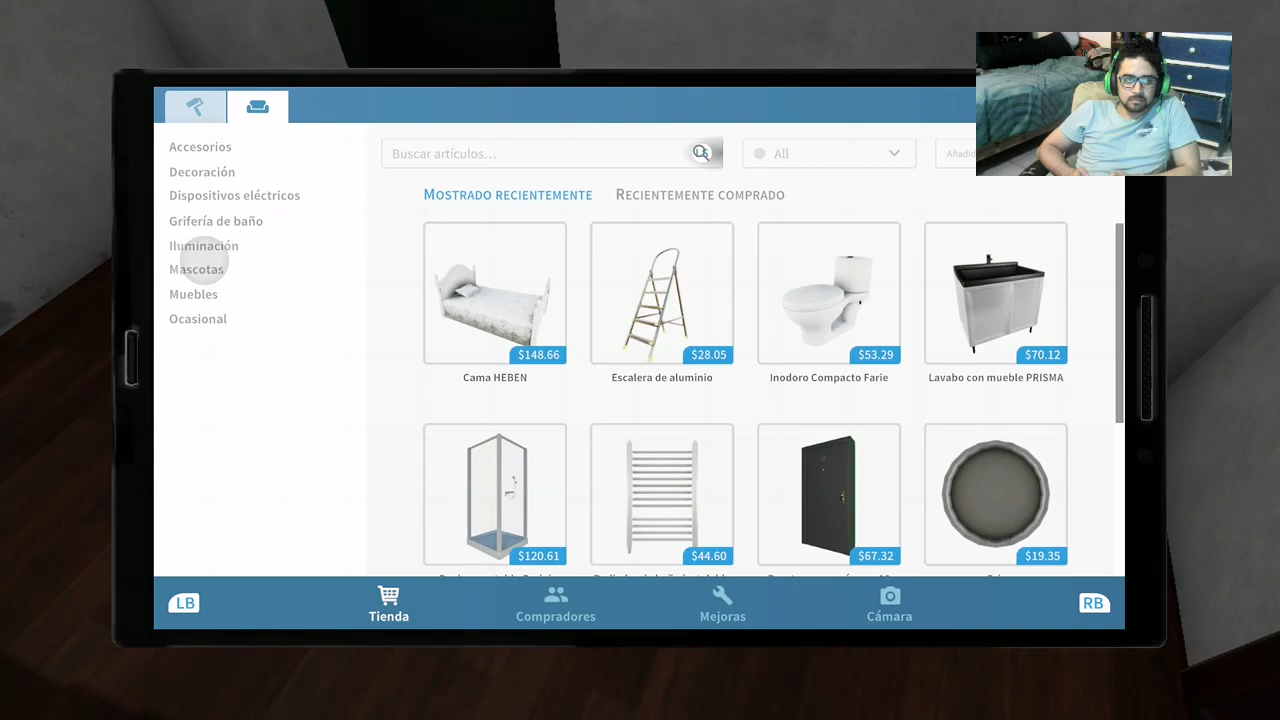 Accesorios
Decoración
Dispositivos eléctricos
Grifería de baño
Iluminación
Mascotas
Muebles
Ocasional
Buscar artículos...
All
Añadid
MOSTRADO RECIENTEMENTE
RECIENTEMENTE COMPRADO
$148.66
$28.05
$53.29
$70.12
Cama HEBEN
Escalera de aluminio
Inodoro Compacto Farie
Lavabo con mueble PRISMA
$120.61
$44.60
$67.32
$19.35
LB
Tienda
Compradores
Mejoras
Cámara
RB